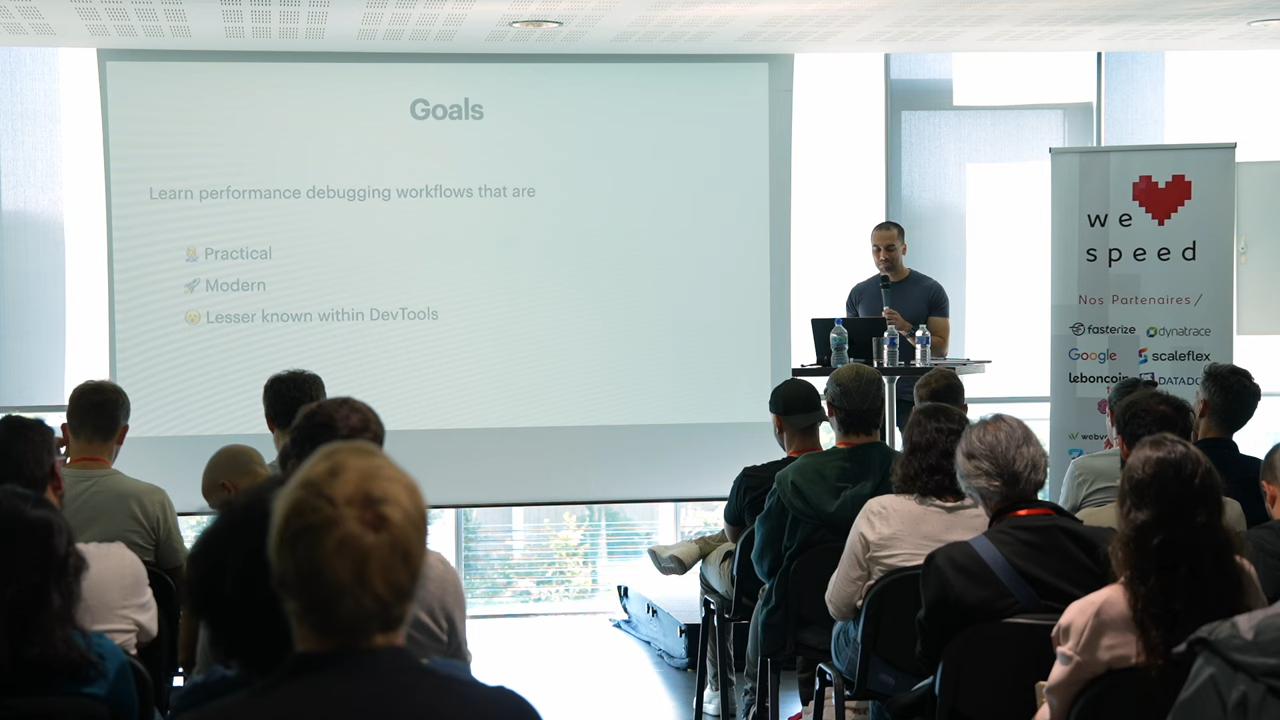 Goals
Learn performance debugging workflows that are
Practical
Modern
Lesser known within DevTools
we
speed
Nos Partenaires/
fasterize
dynatrace
Google
scaleflex
leboncoin